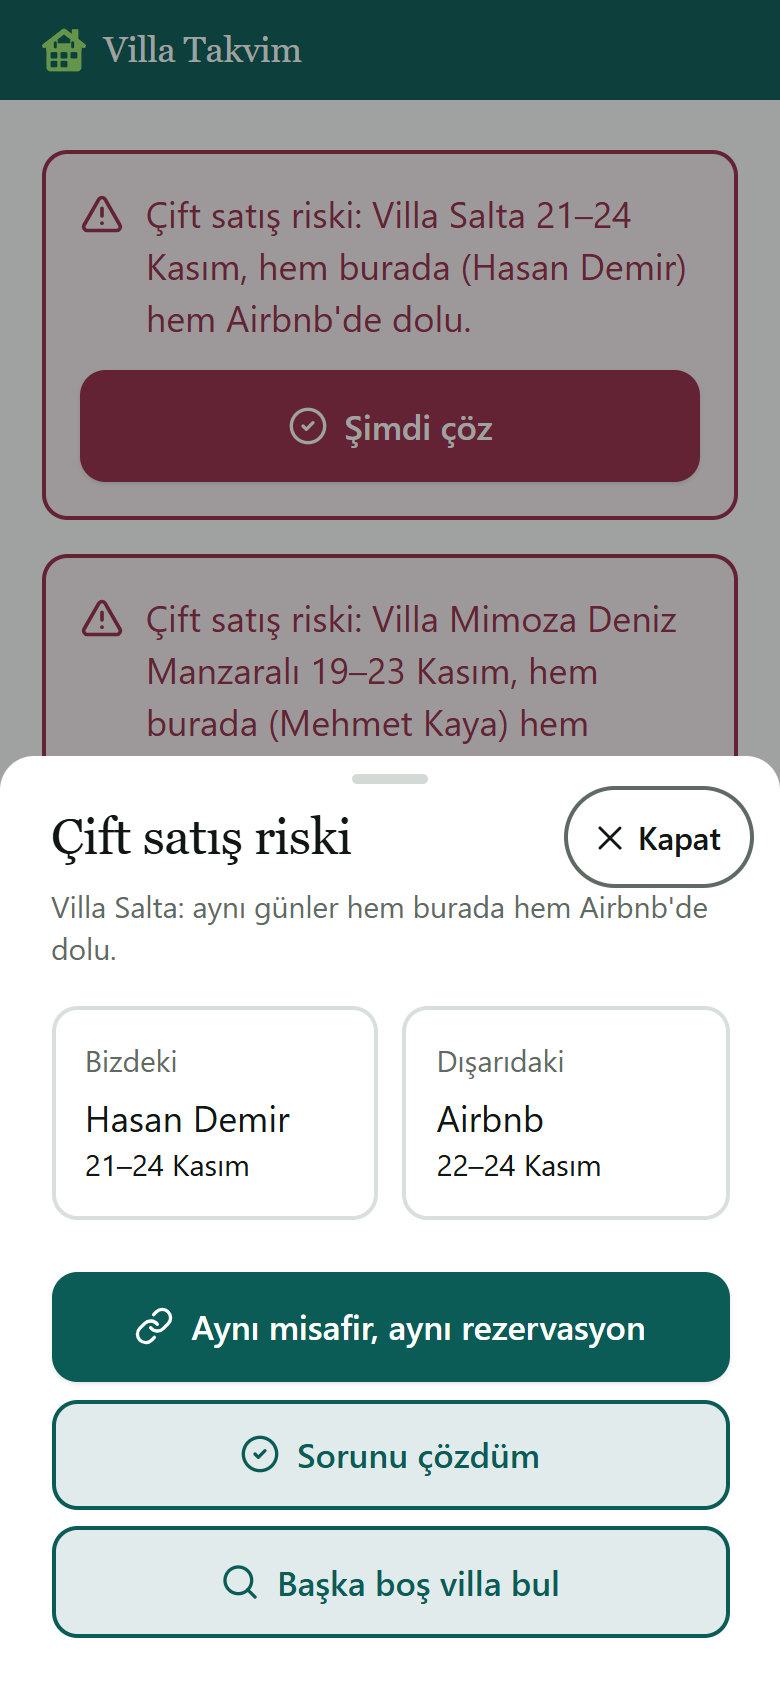 Villa Takvim
Çift satış riski: Villa Salta 21–24
Kasım, hem burada (Hasan Demir)
hem Airbnb'de dolu.
Şimdi çöz
Çift satış riski: Villa Mimoza Deniz
Manzaralı 19–23 Kasım, hem
burada (Mehmet Kaya) hem
Çift satış riski
Kapat
Villa Salta: aynı günler hem burada hem Airbnb'de
dolu.
Bizdeki
Hasan Demir
21–24 Kasım
Dışarıdaki
Airbnb
22–24 Kasım
Aynı misafir, aynı rezervasyon
Sorunu çözdüm
Başka boş villa bul